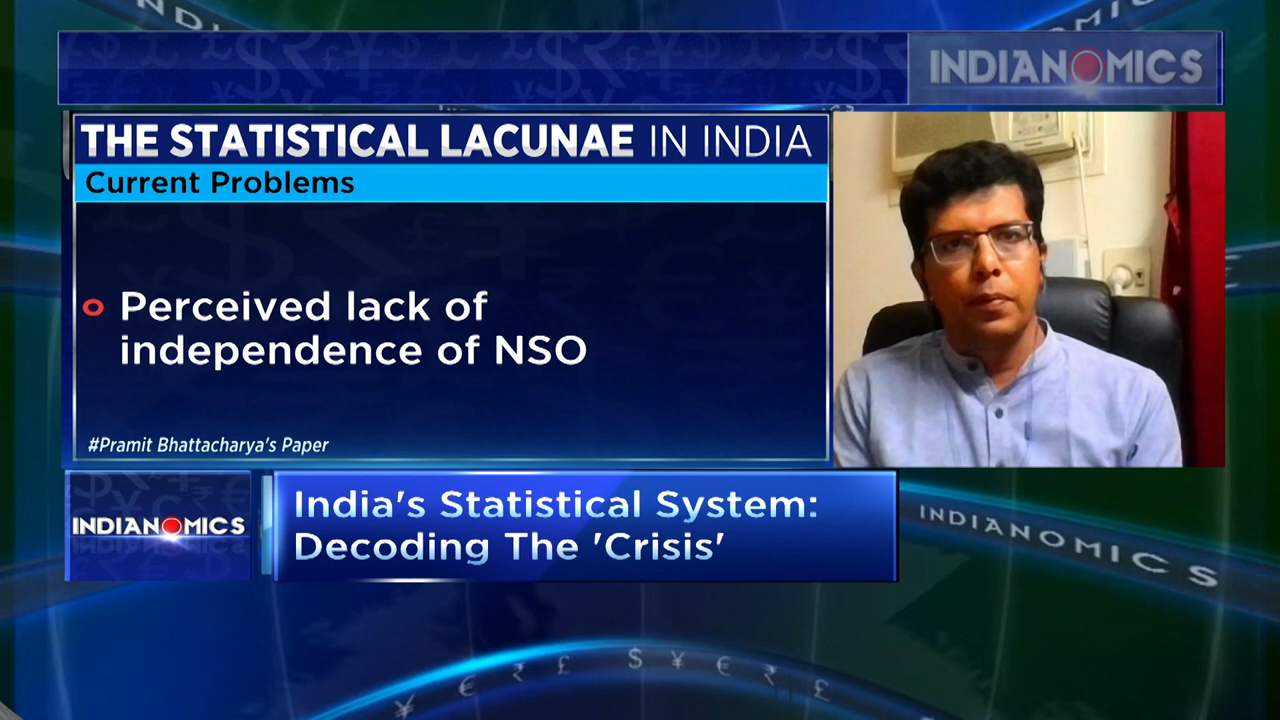 INDIANOMICS
THE STATISTICAL LACUNAE IN INDIA
Current Problems
Perceived lack of
independence of NSO
#Pramit Bhattacharya's Paper
INDIANOMICS
India's Statistical System:
Decoding The 'Crisis'
INDIANOMICS